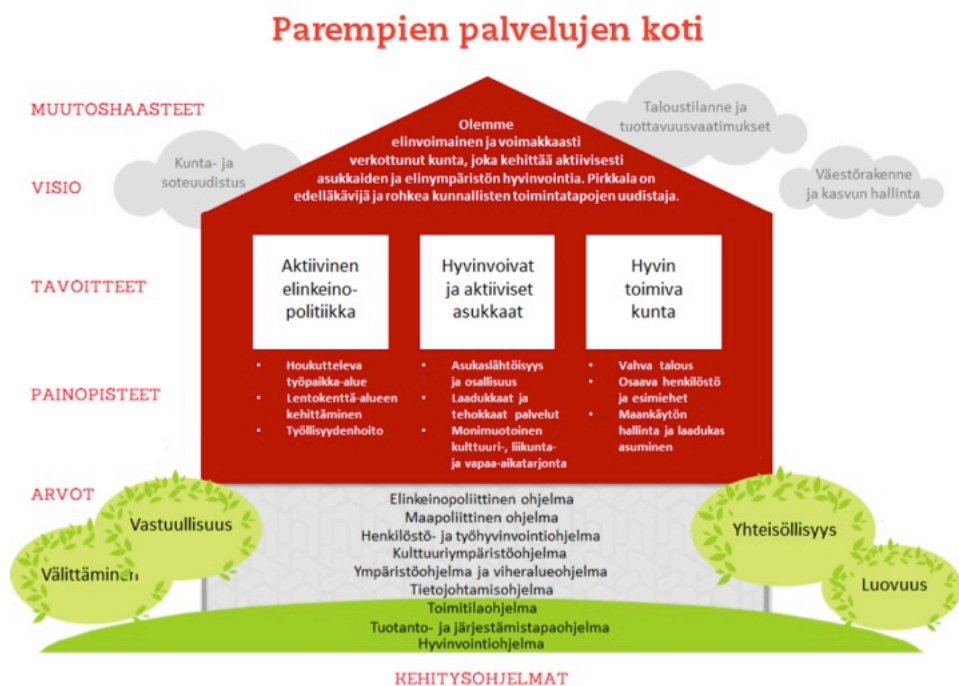 Parempien palvelujen koti
MUUTOSHAASTEET
Taloustilanne ja
tuottavuusvaatimukset
Kunta- ja
soteuudistus
Väestörakenne
ja kasvun hallinta
VISIO
Olemme
elinvoimainen ja voimakkaasti
verkottunut kunta, joka kehittää aktiivisesti
asukkaiden ja elinympäristön hyvinvointia. Pirkkala on
edelläkävijä ja rohkea kunnallisten toimintatapojen uudistaja.
TAVOITTEET
Aktiivinen
elinkeino-
politiikka
Hyvinvoivat
ja aktiiviset
asukkaat
Hyvin
toimiva
kunta
PAINOPISTEET
• Houkutteleva
työpaikka-alue
• Lentokenttä-alueen
kehittäminen
• Työllisyydenhoito
• Asukaslähtöisyys
ja osallisuus
• Laadukkaat ja
tehokkaat palvelut
• Monimuotoinen
kulttuuri-, liikunta-
ja vapaa-aikatarjonta
• Vahva talous
• Osaava henkilöstö
ja esimiehet
• Maankäytön
hallinta ja laadukas
asuminen
ARVOT
Vastuullisuus
Välittäminen
Yhteisöllisyys
Luovuus
Elinkeinopoliittinen ohjelma
Maapoliittinen ohjelma
Henkilöstö- ja työhyvinvointiohjelma
Kulttuuriympäristöohjelma
Ympäristöohjelma ja viheralueohjelma
Tietojohtamisohjelma
Toimitilaohjelma
Tuotanto- ja järjestämistapaohjelma
Hyvinvointiohjelma
KEHITYSOHJELMAT